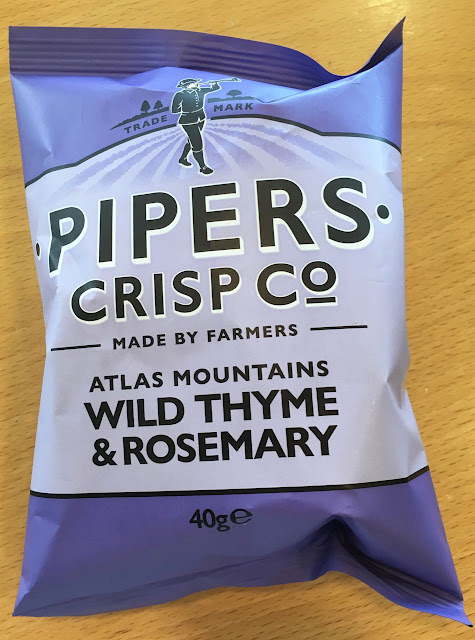 TRADE MARK
·PIPERS·
CRISP Cº
MADE BY FARMERS
ATLAS MOUNTAINS
WILD THYME
& ROSEMARY
40g℮